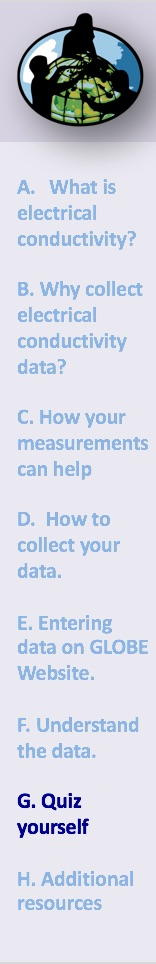 A. What is
electrical
conductivity?
B. Why collect
electrical
conductivity
data?
C. How your
measurements
can help
D. How to
collect your
data.
E. Entering
data on GLOBE
Website.
F. Understand
the data.
G. Quiz
yourself
H. Additional
resources